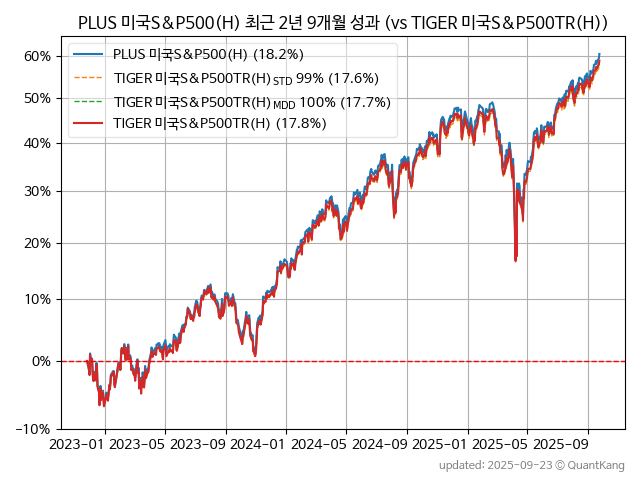 PLUS 미국S&P500(H) 최근 2년 9개월 성과 (vs TIGER 미국S&P500TR(H))
PLUS 미국S&P500(H) (18.2%)
TIGER 미국S&P500TR(H) STD 99% (17.6%)
TIGER 미국S&P500TR(H) MDD 100% (17.7%)
TIGER 미국S&P500TR(H) (17.8%)
60%
50%
40%
30%
20%
10%
0%
−10%
2023−01 2023−05 2023−09 2024−01 2024−05 2024−09 2025−01 2025−05 2025−09
updated: 2025-09-23 © QuantKang